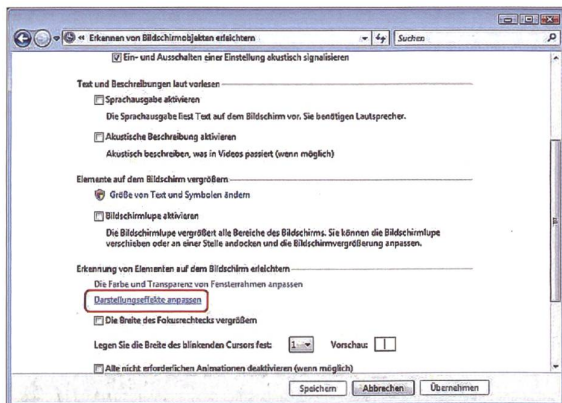 « Erkennen von Bildschirmobjekten erleichtern
Suchen
Ein- und Ausschalten einer Einstellung akustisch signalisieren
Text und Beschreibungen laut vorlesen
Sprachausgabe aktivieren
Die Sprachausgabe liest Text auf dem Bildschirm vor. Sie benötigen Lautsprecher.
Akustische Beschreibung aktivieren
Akustisch beschreiben, was in Videos passiert (wenn möglich)
Elemente auf dem Bildschirm vergrößern
Größe von Text und Symbolen ändern
Bildschirmlupe aktivieren
Die Bildschirmlupe vergrößert alle Bereiche des Bildschirms. Sie können die Bildschirmlupe
verschieben oder an einer Stelle andocken und die Bildschirmvergrößerung anpassen.
Erkennung von Elementen auf dem Bildschirm erleichtern
Die Farbe und Transparenz von Fensterrahmen anpassen
Darstellungseffekte anpassen
Die Breite des Fokusrechtecks vergrößern
Legen Sie die Breite des blinkenden Cursors fest: 1 Vorschau:
Alle nicht erforderlichen Animationen deaktivieren (wenn möglich)
Speichern Abbrechen Übernehmen